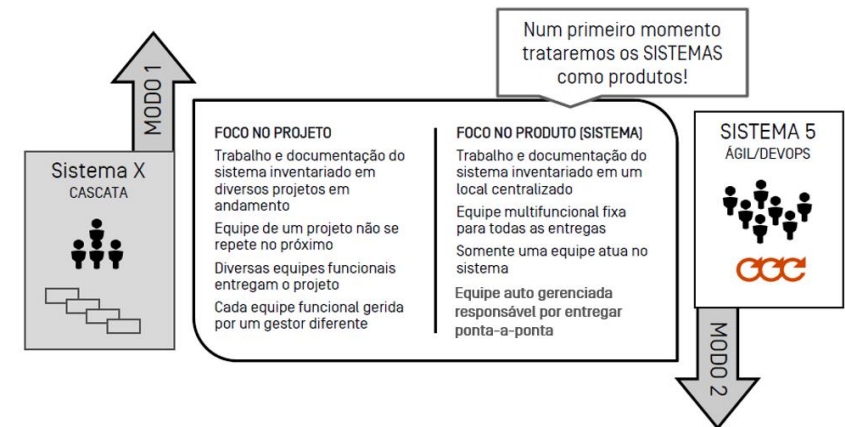 Num primeiro momento
trataremos os SISTEMAS
como produtos!
MODO 1
Sistema X
CASCATA
FOCO NO PROJETO
Trabalho e documentação do
sistema inventariado em
diversos projetos em
andamento
Equipe de um projeto não se
repete no próximo
Diversas equipes funcionais
entregam o projeto
Cada equipe funcional gerida
por um gestor diferente
FOCO NO PRODUTO (SISTEMA)
Trabalho e documentação do
sistema inventariado em um
local centralizado
Equipe multifuncional fixa
para todas as entregas
Somente uma equipe atua no
sistema
Equipe auto gerenciada
responsável por entregar
ponta-a-ponta
SISTEMA 5
ÁGIL/DEVOPS
MODO 2